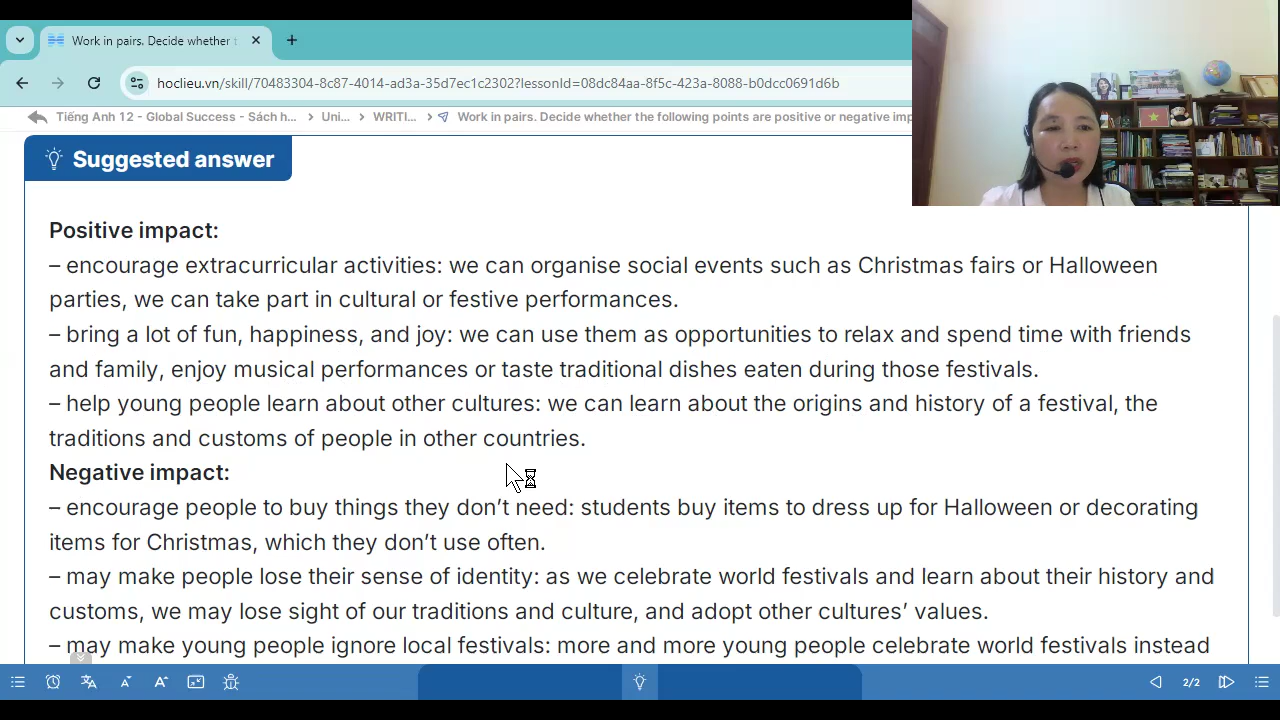 Work in pairs. Decide whether t
hoclieu.vn/skill/70483304-8c87-4014-ad3a-35d7ec1c2302?lessonId=08dc84aa-8f5c-423a-8088-b0dcc0691d6b
Tiếng Anh 12 - Global Success - Sách h... Uni... WRITI... Work in pairs. Decide whether the following points are positive or negative imp
Suggested answer
Positive impact:
– encourage extracurricular activities: we can organise social events such as Christmas fairs or Halloween
parties, we can take part in cultural or festive performances.
– bring a lot of fun, happiness, and joy: we can use them as opportunities to relax and spend time with friends
and family, enjoy musical performances or taste traditional dishes eaten during those festivals.
– help young people learn about other cultures: we can learn about the origins and history of a festival, the
traditions and customs of people in other countries.
Negative impact:
– encourage people to buy things they don’t need: students buy items to dress up for Halloween or decorating
items for Christmas, which they don’t use often.
– may make people lose their sense of identity: as we celebrate world festivals and learn about their history and
customs, we may lose sight of our traditions and culture, and adopt other cultures’ values.
– may make young people ignore local festivals: more and more young people celebrate world festivals instead
2/2